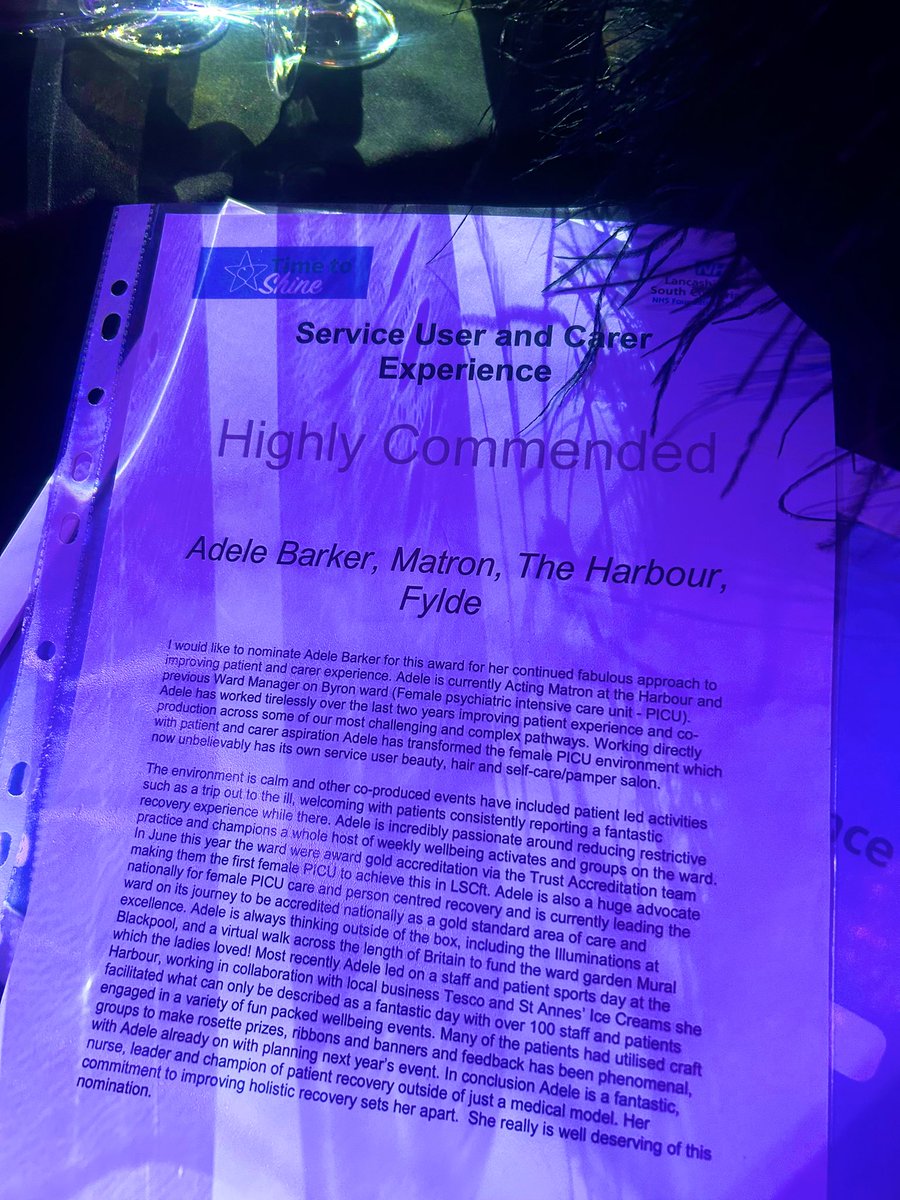 Time to
Shine
NHS
Lancash
South
NHS Foun
Service User and Carer
Experience
Highly Commended
Adele Barker, Matron, The Harbour,
Fylde
I would like to nominate Adele Barker for this award for her continued fabulous approach to
improving patient and carer experience. Adele is currently Acting Matron at the Harbour and
previous Ward Manager on Byron ward (Female psychiatric intensive care unit - PICU).
Adele has worked tirelessly over the last two years improving patient experience and co-
production across some of our most challenging and complex pathways. Working directly
with patient and carer aspiration Adele has transformed the female PICU environment which
now unbelievably has its own service user beauty, hair and self-care/pamper salon.
The environment is calm and other co-produced events have included patient led activities
such as a trip out to the ill, welcoming with patients consistently reporting a fantastic
recovery experience while there. Adele is incredibly passionate around reducing restrictive
practice and champions a whole host of weekly wellbeing activates and groups on the ward.
In June this year the ward were award gold accreditation via the Trust Accreditation team
making them the first female PICU to achieve this in LSCft. Adele is also a huge advocate
nationally for female PICU care and person centred recovery and is currently leading the
ward on its journey to be accredited nationally as a gold standard area of care and
excellence. Adele is always thinking outside of the box, including the Illuminations at
Blackpool, and a virtual walk across the length of Britain to fund the ward garden Mural
which the ladies loved! Most recently Adele led on a staff and patient sports day at the
Harbour, working in collaboration with local business Tesco and St Annes' Ice Creams she
facilitated what can only be described as a fantastic day with over 100 staff and patients
engaged in a variety of fun packed wellbeing events. Many of the patients had utilised craft
groups to make rosette prizes, ribbons and banners and feedback has been phenomenal,
with Adele already on with planning next year's event. In conclusion Adele is a fantastic,
nurse, leader and champion of patient recovery outside of just a medical model. Her
commitment to improving holistic recovery sets her apart. She really is well deserving of this
nomination.
nce